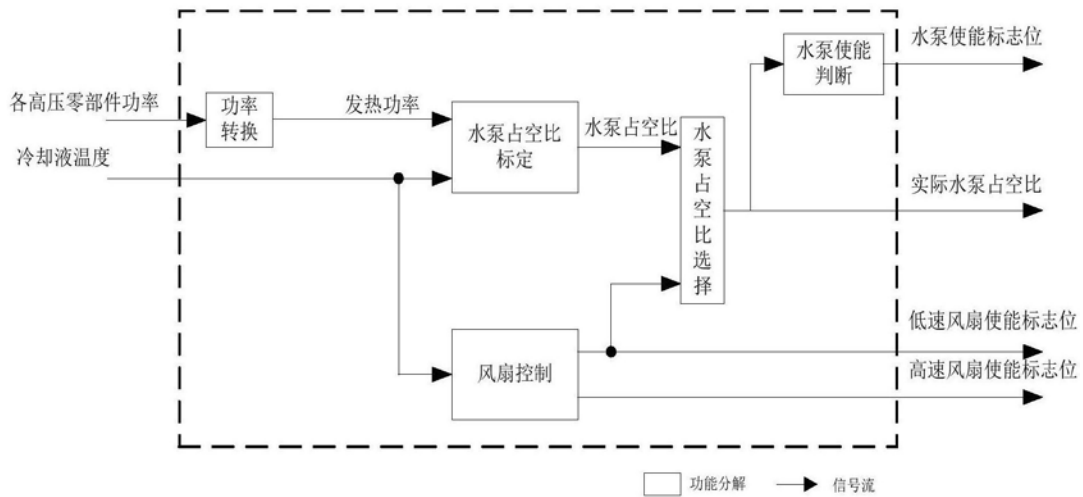 水泵使能标志位
水泵使能
判断
各高压零部件功率
功率
转换
发热功率
水泵占空比
标定
水泵占空比
水
泵
占
空
比
选
择
冷却液温度
实际水泵占空比
低速风扇使能标志位
风扇控制
高速风扇使能标志位
功能分解
信号流